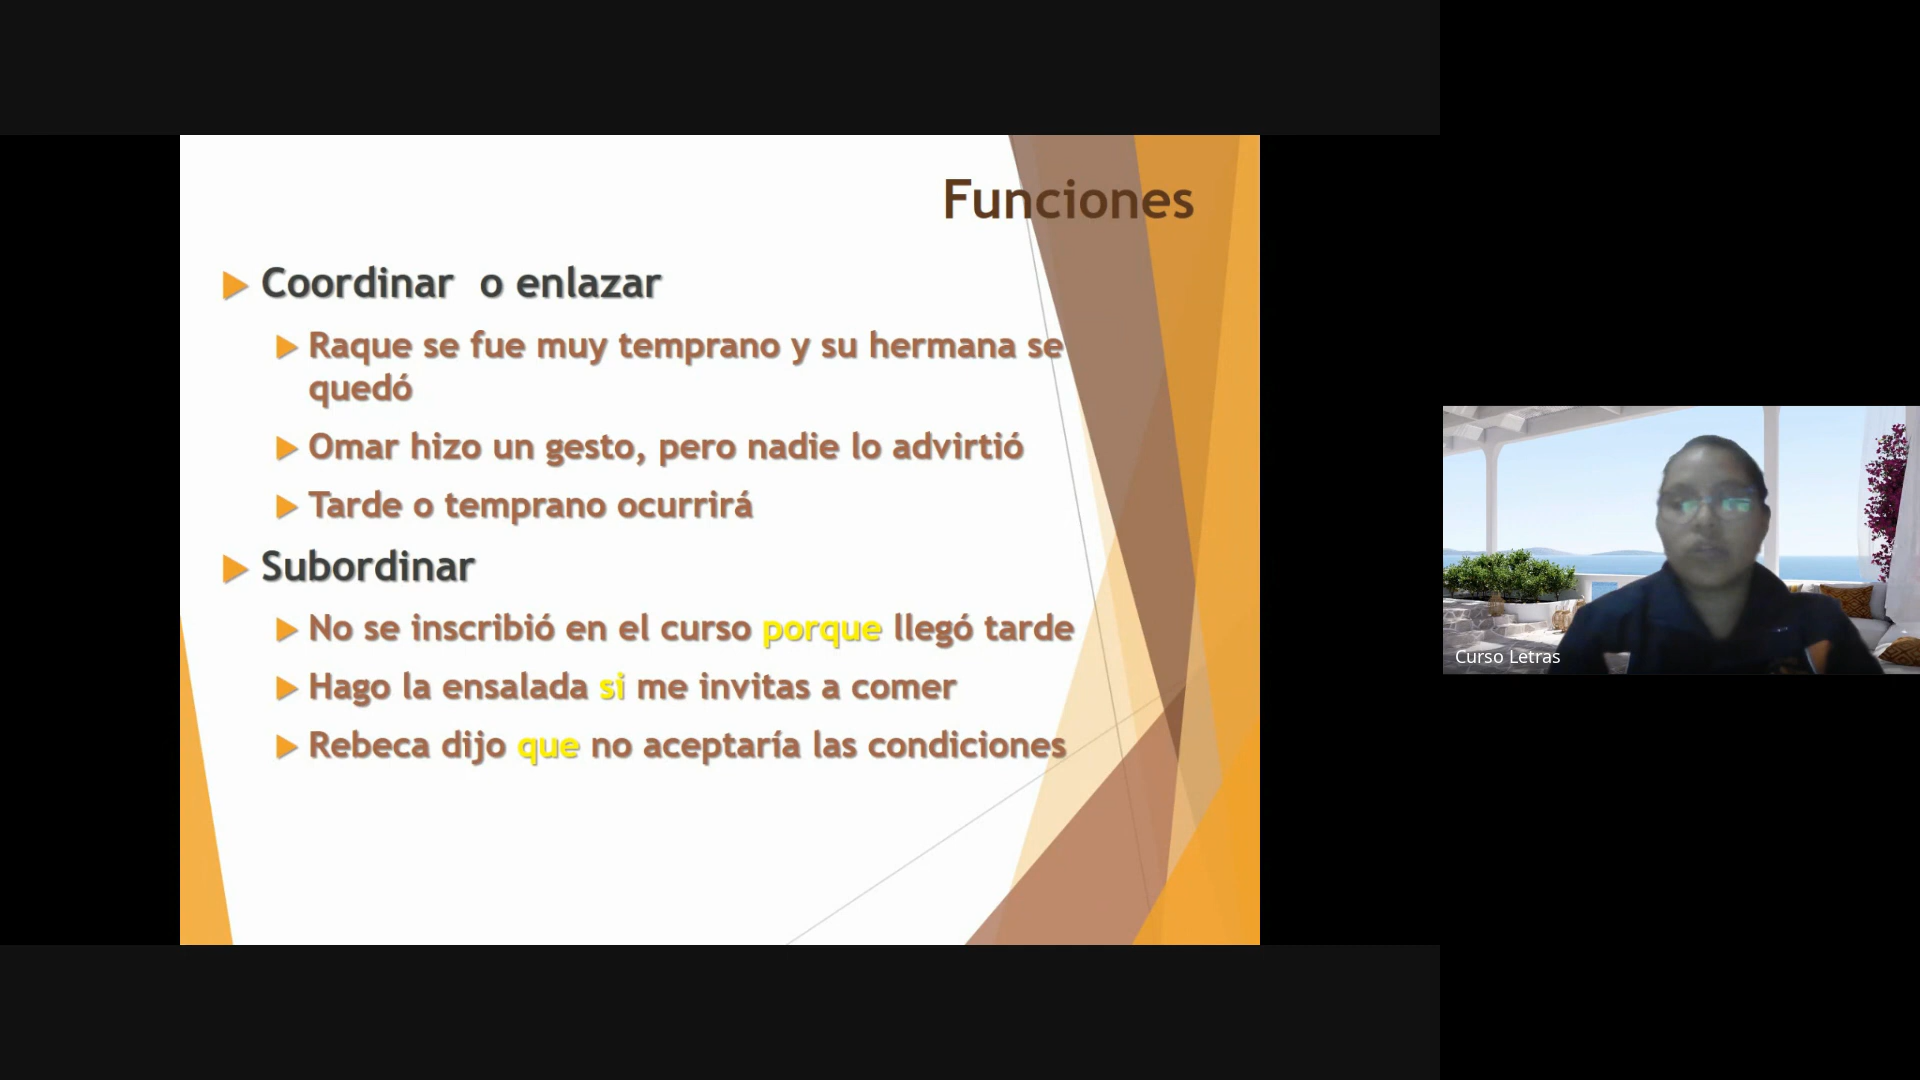 Funciones
Coordinar o enlazar
Raque se fue muy temprano y su hermana se
quedó
Omar hizo un gesto, pero nadie lo advirtió
Tarde o temprano ocurrirá
Subordinar
No se inscribió en el curso porque llegó tarde
Hago la ensalada si me invitas a comer
Rebeca dijo que no aceptaría las condiciones
Curso Letras